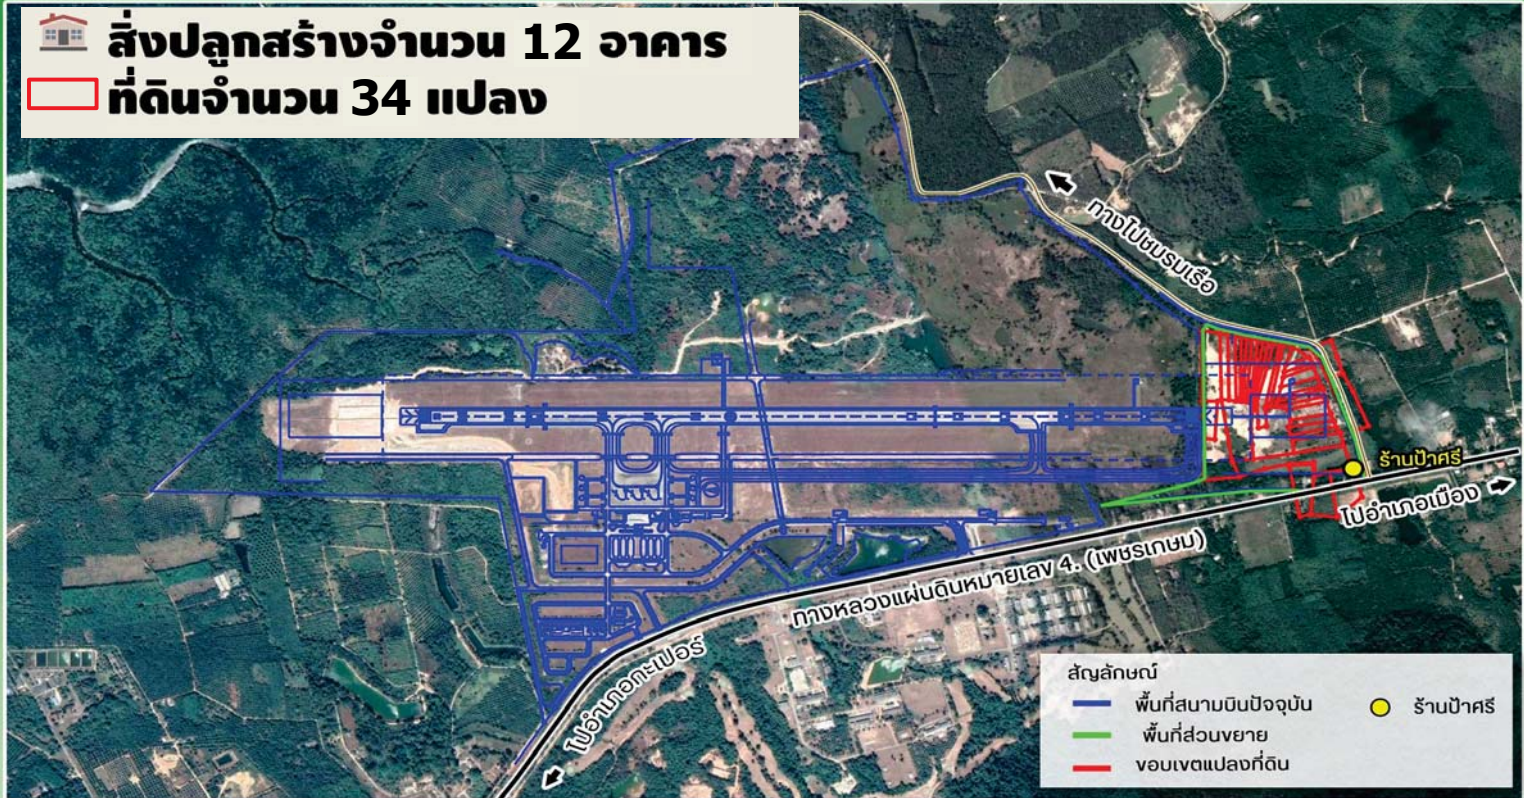 สิ่งปลูกสร้างจำนวน 12 อาคาร
ที่ดินจำนวน 34 แปลง
ทางไปชมรมเรือ
ร้านป้าศรี
ไปอำเภอเมือง
ทางหลวงแผ่นดินหมายเลข 4. (เพชรเกษม)
ไปอำเภอกะเปอร์
สัญลักษณ์
พื้นที่สนามบินปัจจุบัน
ร้านป้าศรี
พื้นที่ส่วนขยาย
ขอบเขตแปลงที่ดิน